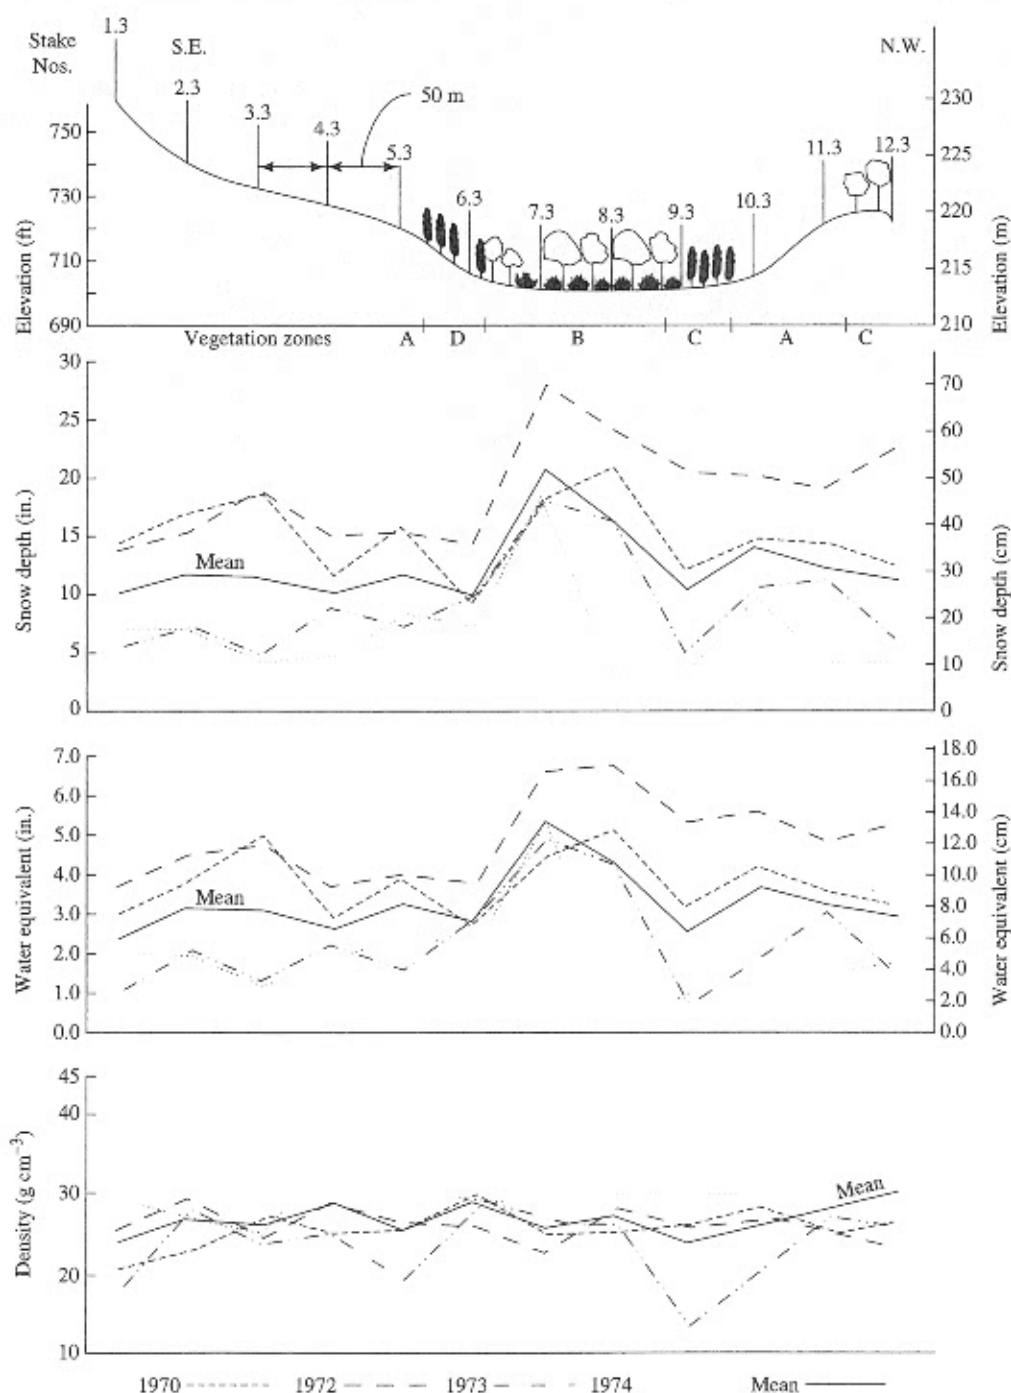 1.3
Stake Nos. S.E. N.W.
2.3 50 m 230
3.3
750 4.3 225
5.3 11.3 12.3
730 6.3 7.3 8.3 9.3 10.3 220
710 215
690 210
Elevation (ft)
Elevation (m)
Vegetation zones A D B C A C
30
25
20
15
10
5
0
Snow depth (in.)
Mean
70
60
50
40
30
20
10
0
Snow depth (cm)
7.0
6.0
5.0
4.0
3.0
2.0
1.0
0.0
Water equivalent (in.)
Mean
18.0
16.0
14.0
12.0
10.0
8.0
6.0
4.0
2.0
0.0
Water equivalent (cm)
45
40
30
20
10
Density (g cm⁻³)
Mean
1970 1972 1973 1974 Mean